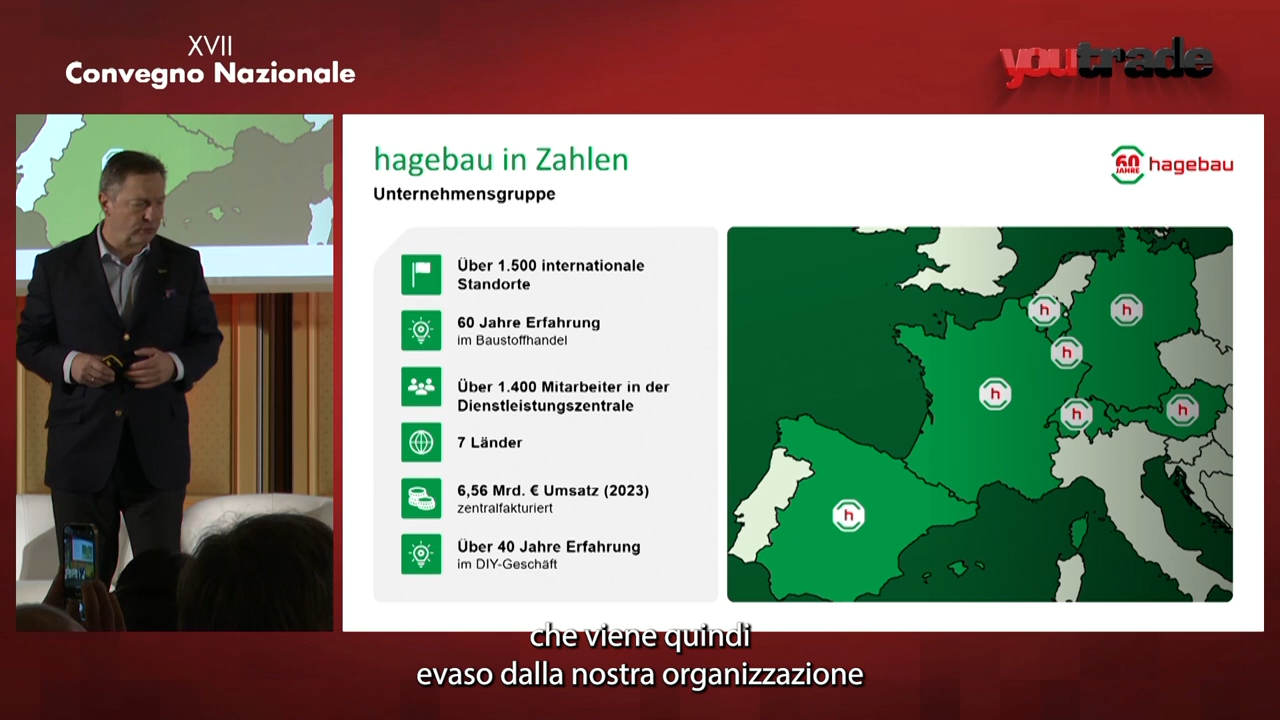 XVII
Convegno Nazionale
youtrade
hagebau in Zahlen
Unternehmensgruppe
60
JAHRE
hagebau
Über 1.500 internationale
Standorte
60 Jahre Erfahrung
im Baustoffhandel
Über 1.400 Mitarbeiter in der
Dienstleistungszentrale
7 Länder
6,56 Mrd. € Umsatz (2023)
zentralfakturiert
Über 40 Jahre Erfahrung
im DIY-Geschäft
h
h
h
h
h
h
h
che viene quindi
evaso dalla nostra organizzazione